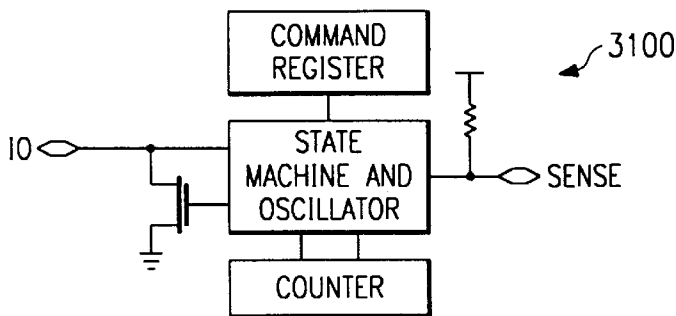 COMMAND
REGISTER
3100
IO
STATE
MACHINE AND
OSCILLATOR
SENSE
COUNTER